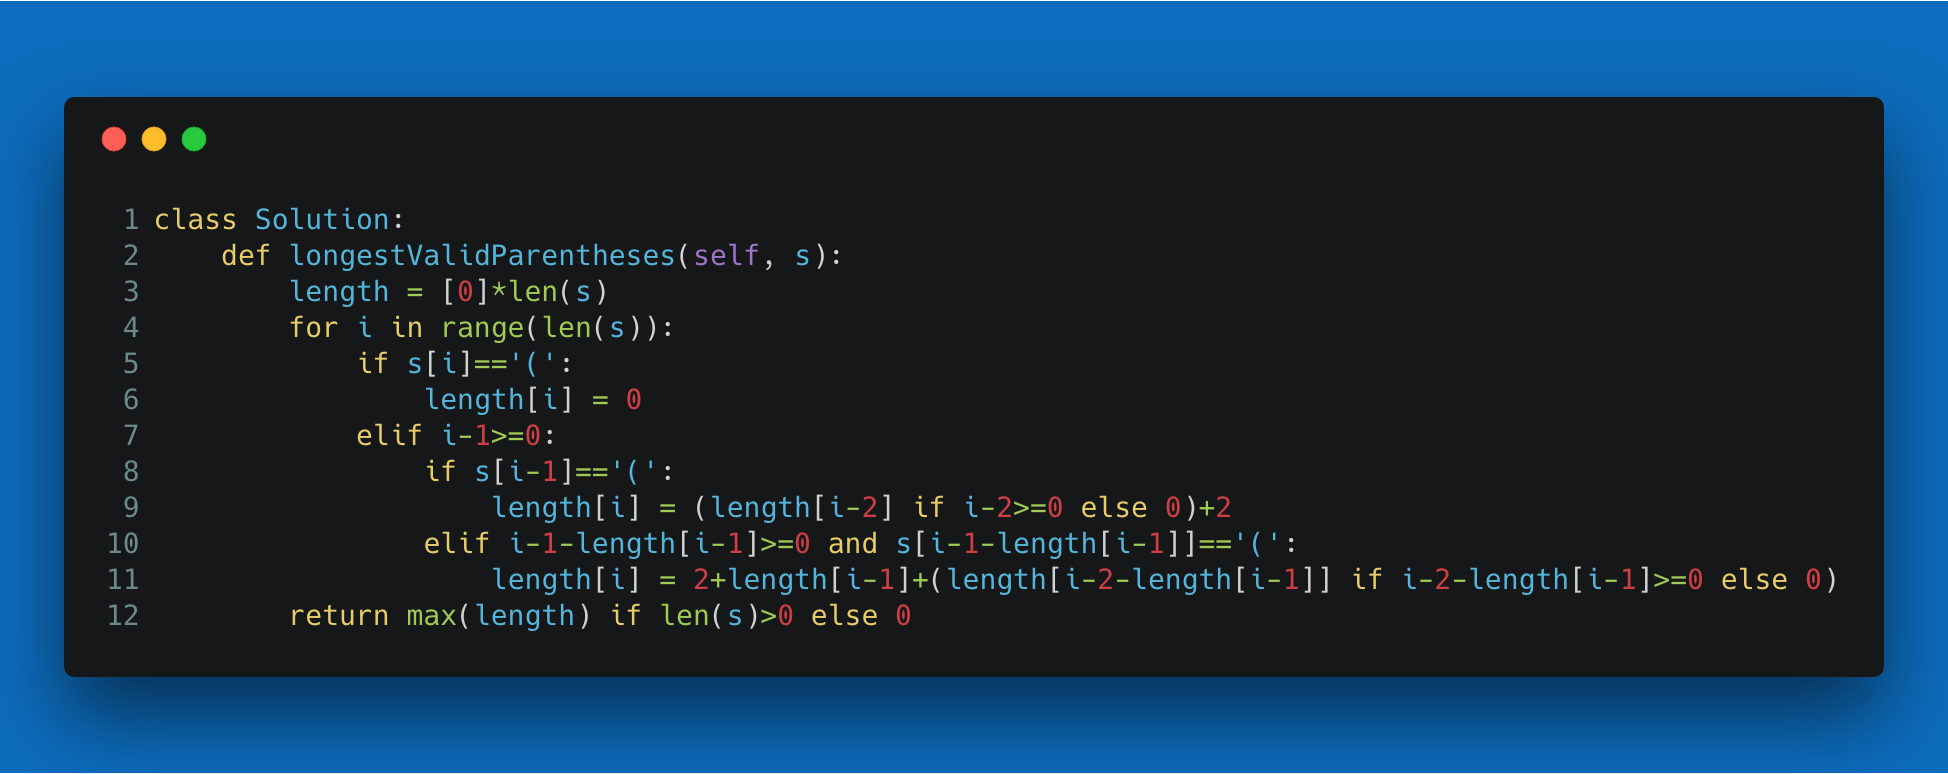 1 class Solution:
2     def longestValidParentheses(self, s):
3         length = [0]*len(s)
4         for i in range(len(s)):
5             if s[i]=='(':
6                 length[i] = 0
7             elif i-1>=0:
8                 if s[i-1]=='(':
9                     length[i] = (length[i-2] if i-2>=0 else 0)+2
10                 elif i-1-length[i-1]>=0 and s[i-1-length[i-1]]=='(':
11                     length[i] = 2+length[i-1]+(length[i-2-length[i-1]] if i-2-length[i-1]>=0 else 0)
12         return max(length) if len(s)>0 else 0